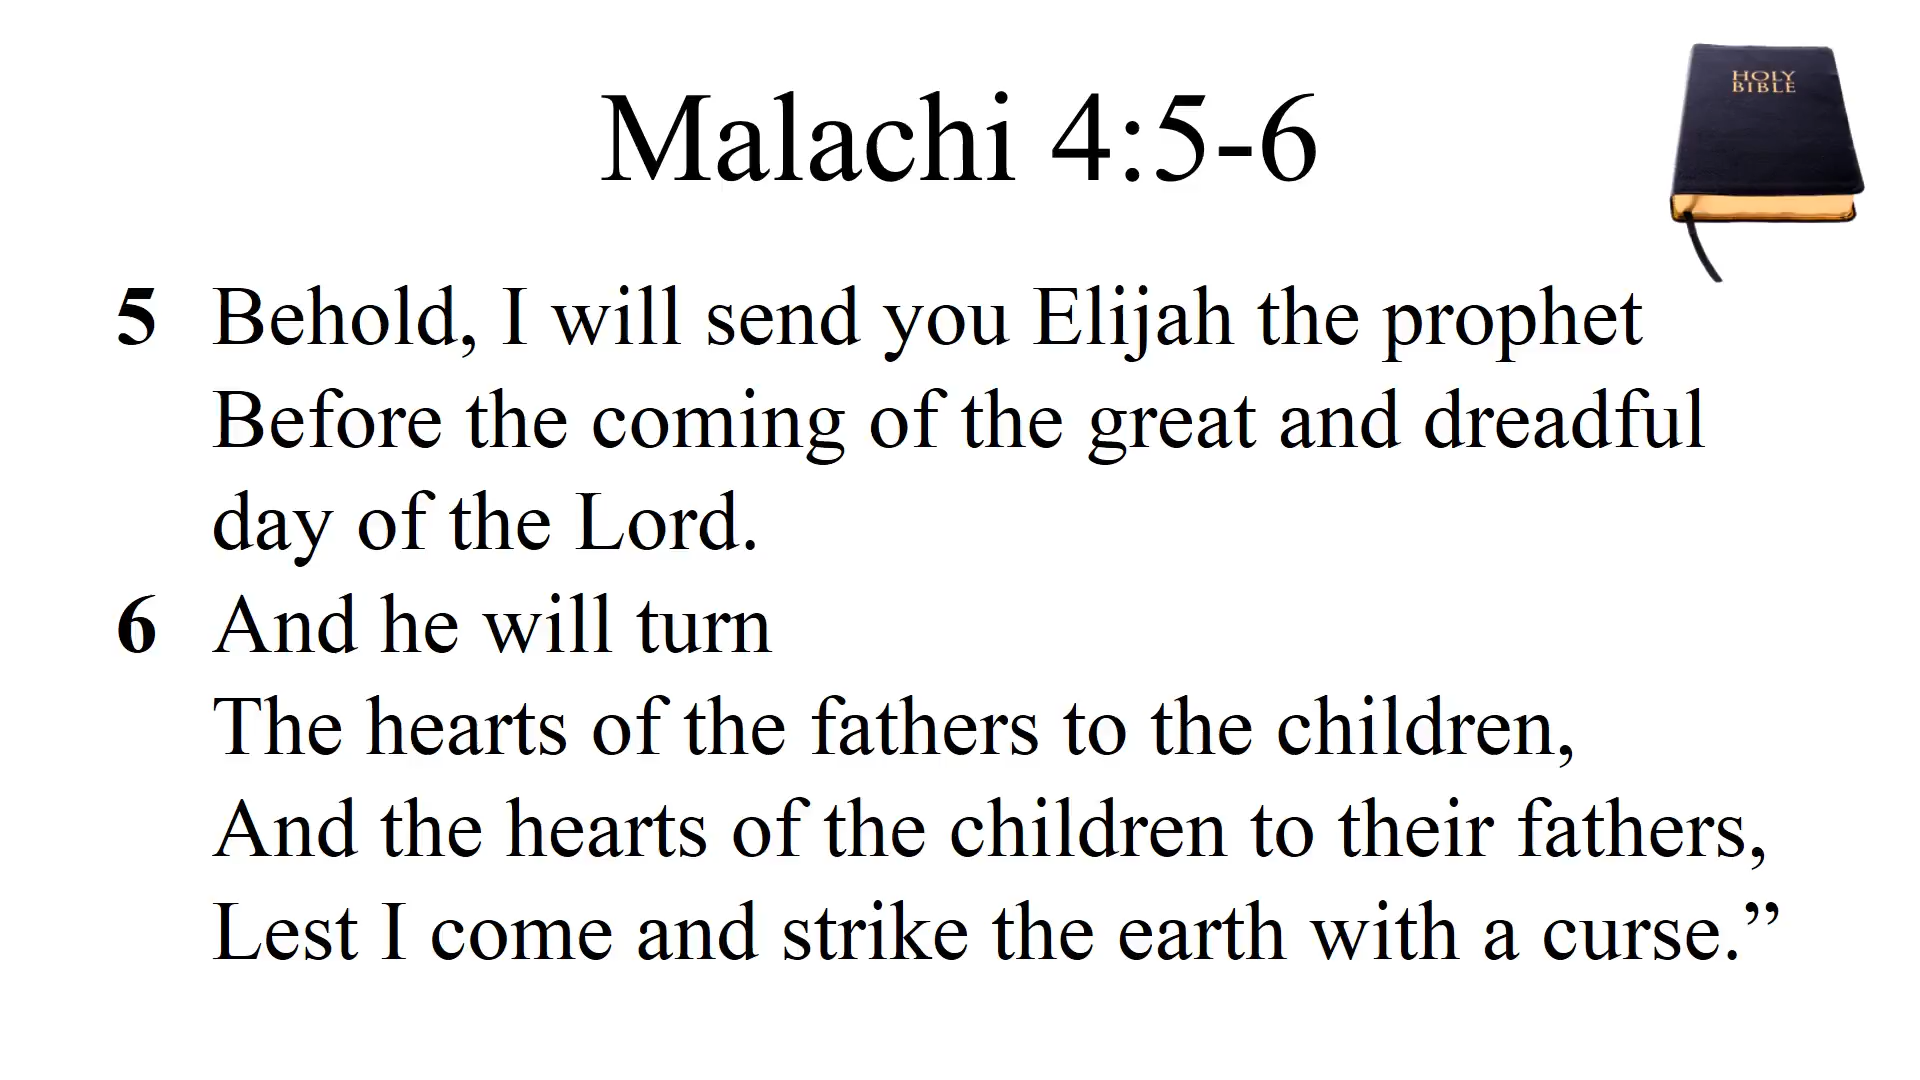 Malachi 4:5-6
HOLY
BIBLE
5 Behold, I will send you Elijah the prophet
Before the coming of the great and dreadful
day of the Lord.
6 And he will turn
The hearts of the fathers to the children,
And the hearts of the children to their fathers,
Lest I come and strike the earth with a curse.”